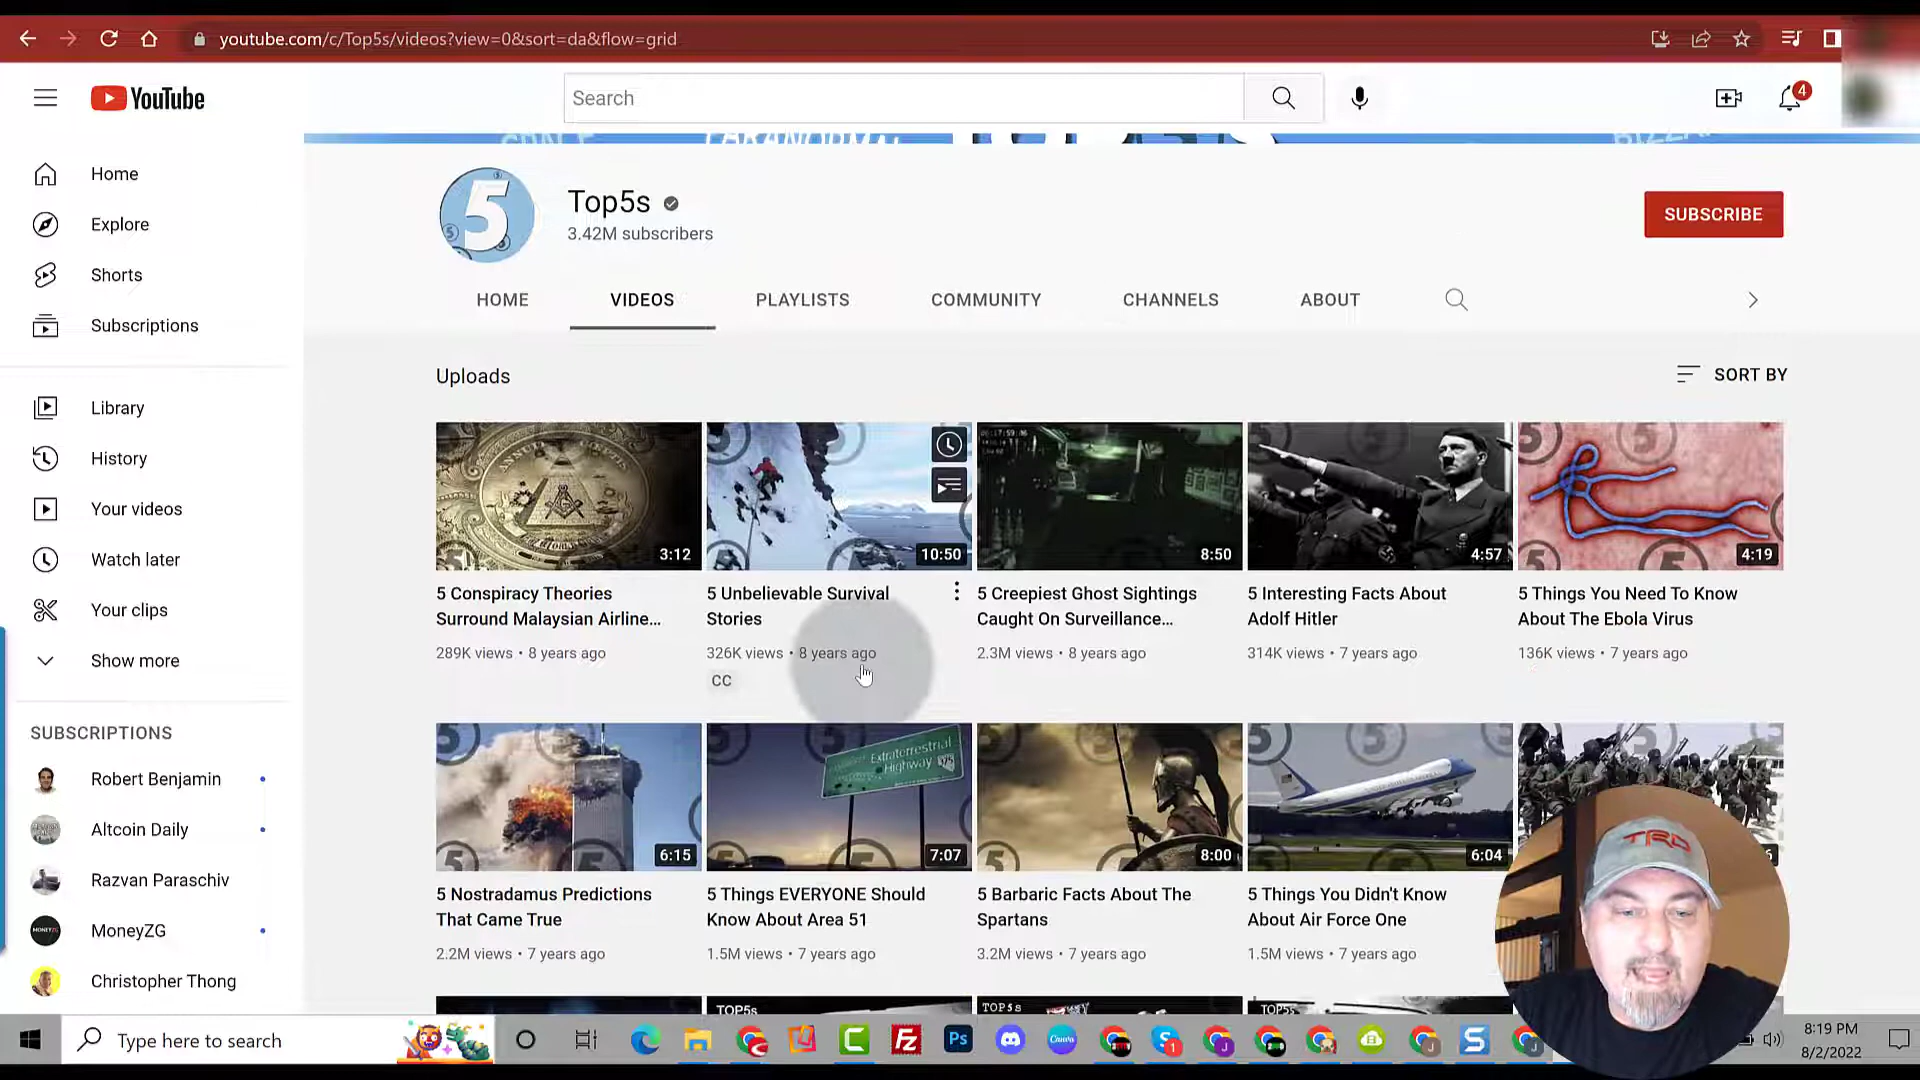 youtube.com/c/Top5s/videos?view=0&sort=da&flow=grid
YouTube
Search
4
Home
Explore
Shorts
Subscriptions
Library
History
Your videos
Watch later
Your clips
Show more
SUBSCRIPTIONS
Robert Benjamin
Altcoin Daily
Razvan Paraschiv
MoneyZG
Christopher Thong
5
Top5s
3.42M subscribers
SUBSCRIBE
HOME
VIDEOS
PLAYLISTS
COMMUNITY
CHANNELS
ABOUT
Uploads
SORT BY
3:12
10:50
8:50
4:57
4:19
5 Conspiracy Theories
Surround Malaysian Airline...
289K views • 8 years ago
5 Unbelievable Survival
Stories
326K views • 8 years ago
CC
5 Creepiest Ghost Sightings
Caught On Surveillance...
2.3M views • 8 years ago
5 Interesting Facts About
Adolf Hitler
314K views • 7 years ago
5 Things You Need To Know
About The Ebola Virus
136K views • 7 years ago
Extraterrestrial
Highway
6:15
7:07
8:00
6:04
5 Nostradamus Predictions
That Came True
2.2M views • 7 years ago
5 Things EVERYONE Should
Know About Area 51
1.5M views • 7 years ago
5 Barbaric Facts About The
Spartans
3.2M views • 7 years ago
5 Things You Didn't Know
About Air Force One
1.5M views • 7 years ago
TRD
TOP5s
TOP5s
TOP5s
Type here to search
Ps
Canva
8:19 PM
8/2/2022